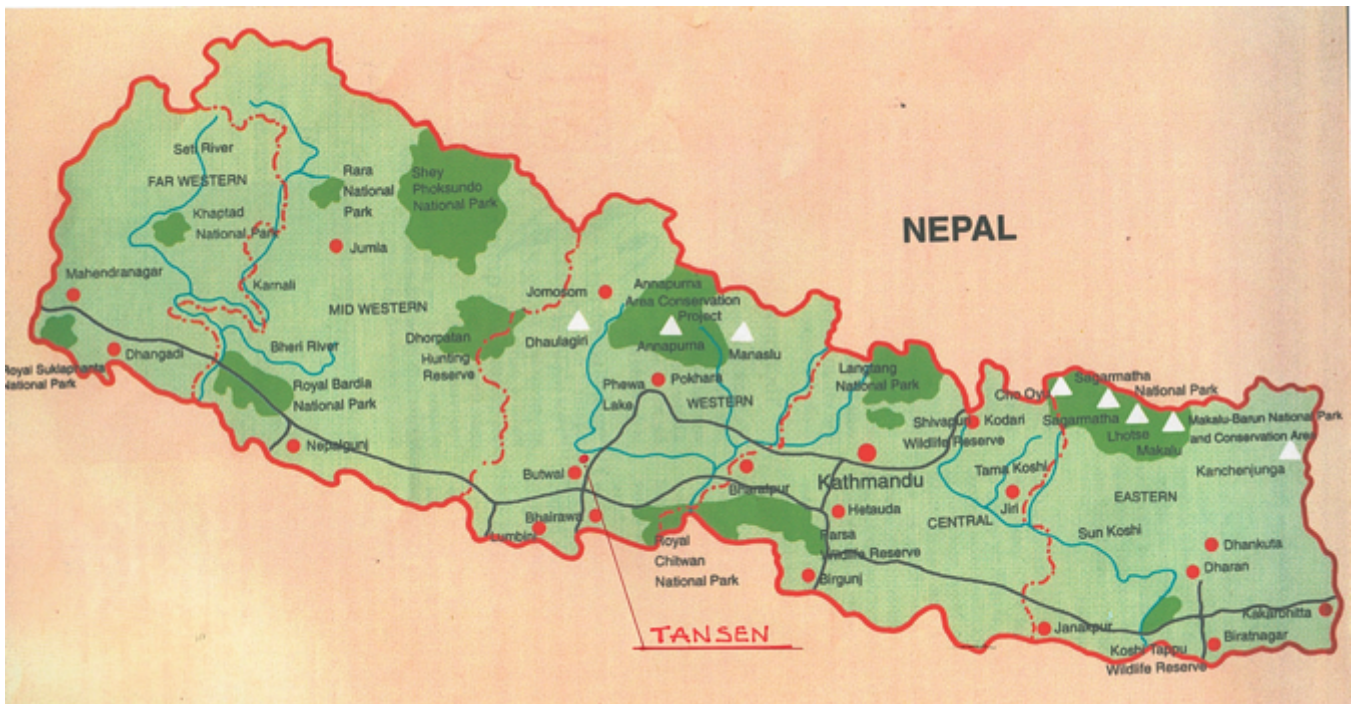 NEPAL
Seti River
FAR WESTERN
Khaptad
National Park
Rara
National
Park
Shey
Phoksundo
National Park
Jumla
Mahendranagar
Karnali
MID WESTERN
Bheri River
Dhangadi
Royal Suklaphanta
National Park
Royal Bardia
National Park
Nepalgunj
Dhorpatan
Hunting
Reserve
Jomosom
Dhaulagiri
Annapurna
Area Conservation
Project
Annapurna
Manaslu
Phewa
Lake
Pokhara
WESTERN
Butwal
Bhairawa
Lumbini
Bharatpur
Royal
Chitwan
National Park
Langtang
National Park
Shivapuri
Wildlife Reserve
Kodari
Kathmandu
Hetauda
Parsa
Wildlife Reserve
Birgunj
CENTRAL
Tama Koshi
Jiri
Cho Oyu
Sagarmatha
National Park
Sagarmatha
Lhotse
Makalu
Makalu-Barun National Park
and Conservation Area
Kanchenjunga
EASTERN
Sun Koshi
Dhankuta
Dharan
Janakpur
Koshi Tappu
Wildlife Reserve
Biratnagar
Kakarbhitta
TANSEN